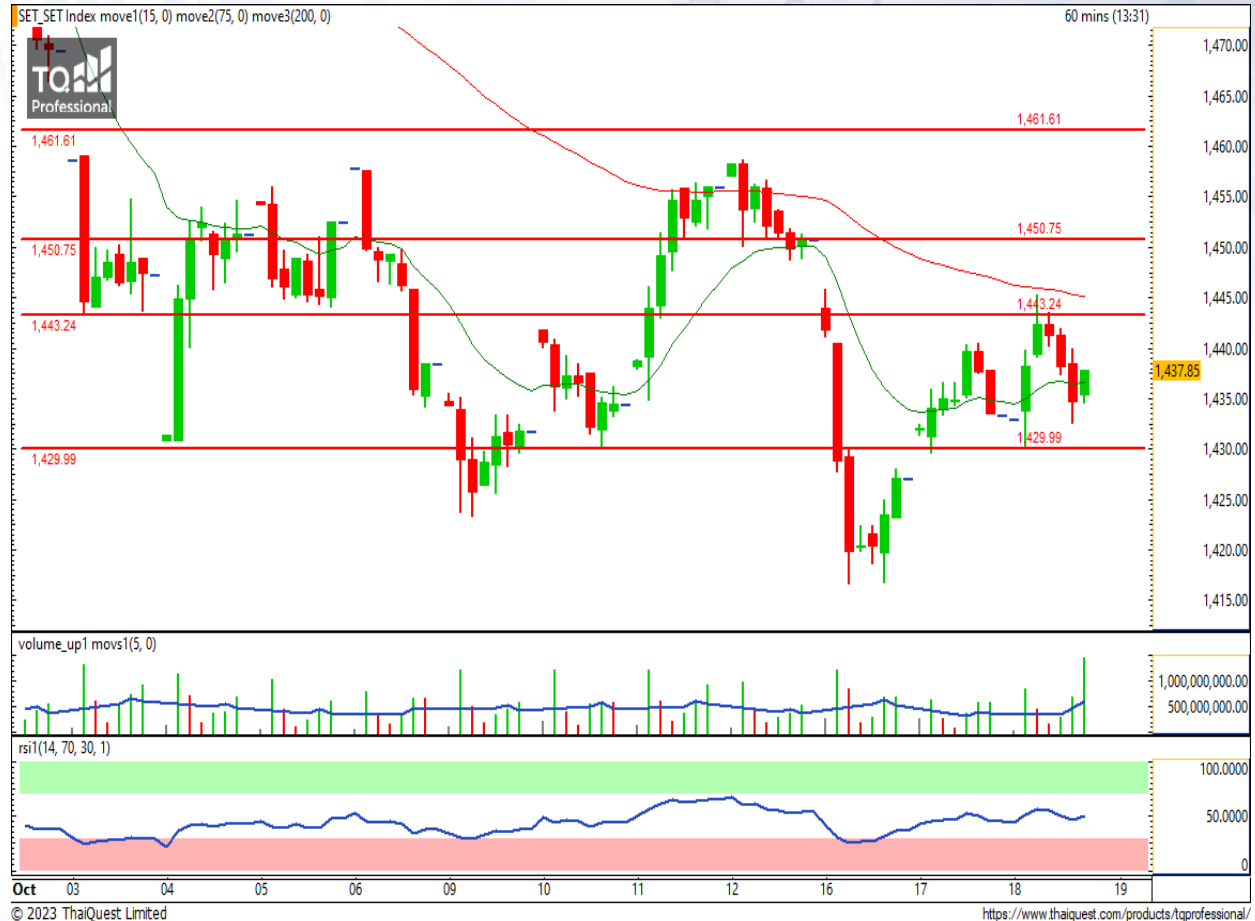 SET_SET Index move1(15, 0) move2(75, 0) move3(200, 0)
60 mins (13:31)
TQ
Professional
1,470.00
1,465.00
1,460.00
1,455.00
1,450.00
1,445.00
1,440.00
1,437.85
1,435.00
1,430.00
1,425.00
1,420.00
1,415.00
1,461.61
1,461.61
1,450.75
1,450.75
1,443.24
1,443.24
1,429.99
1,429.99
volume_up1 movs1(5, 0)
1,000,000,000.00
500,000,000.00
rsi1(14, 70, 30, 1)
100.0000
50.0000
0
Oct 03 04 05 06 09 10 11 12 16 17 18 19
© 2023 ThaiQuest Limited
https://www.thaiquest.com/products/tqprofessional/